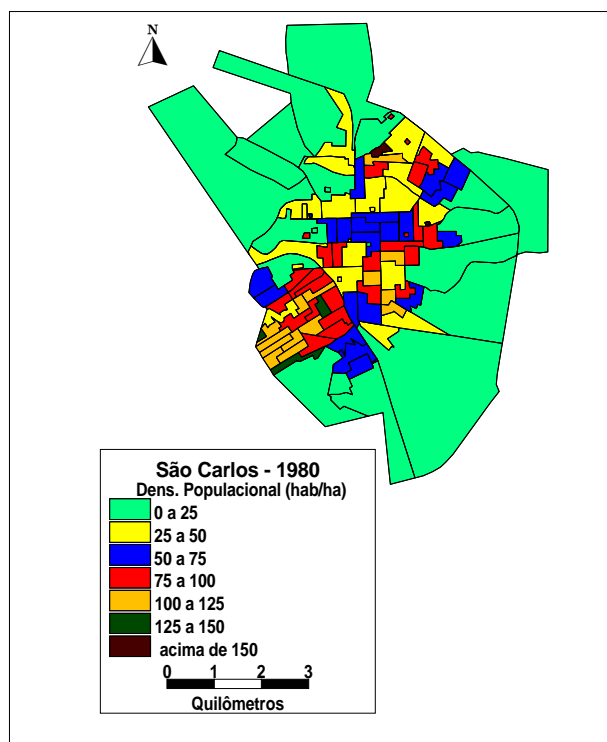 N
São Carlos - 1980
Dens. Populacional (hab/ha)
0 a 25
25 a 50
50 a 75
75 a 100
100 a 125
125 a 150
acima de 150
0 1 2 3
Quilômetros